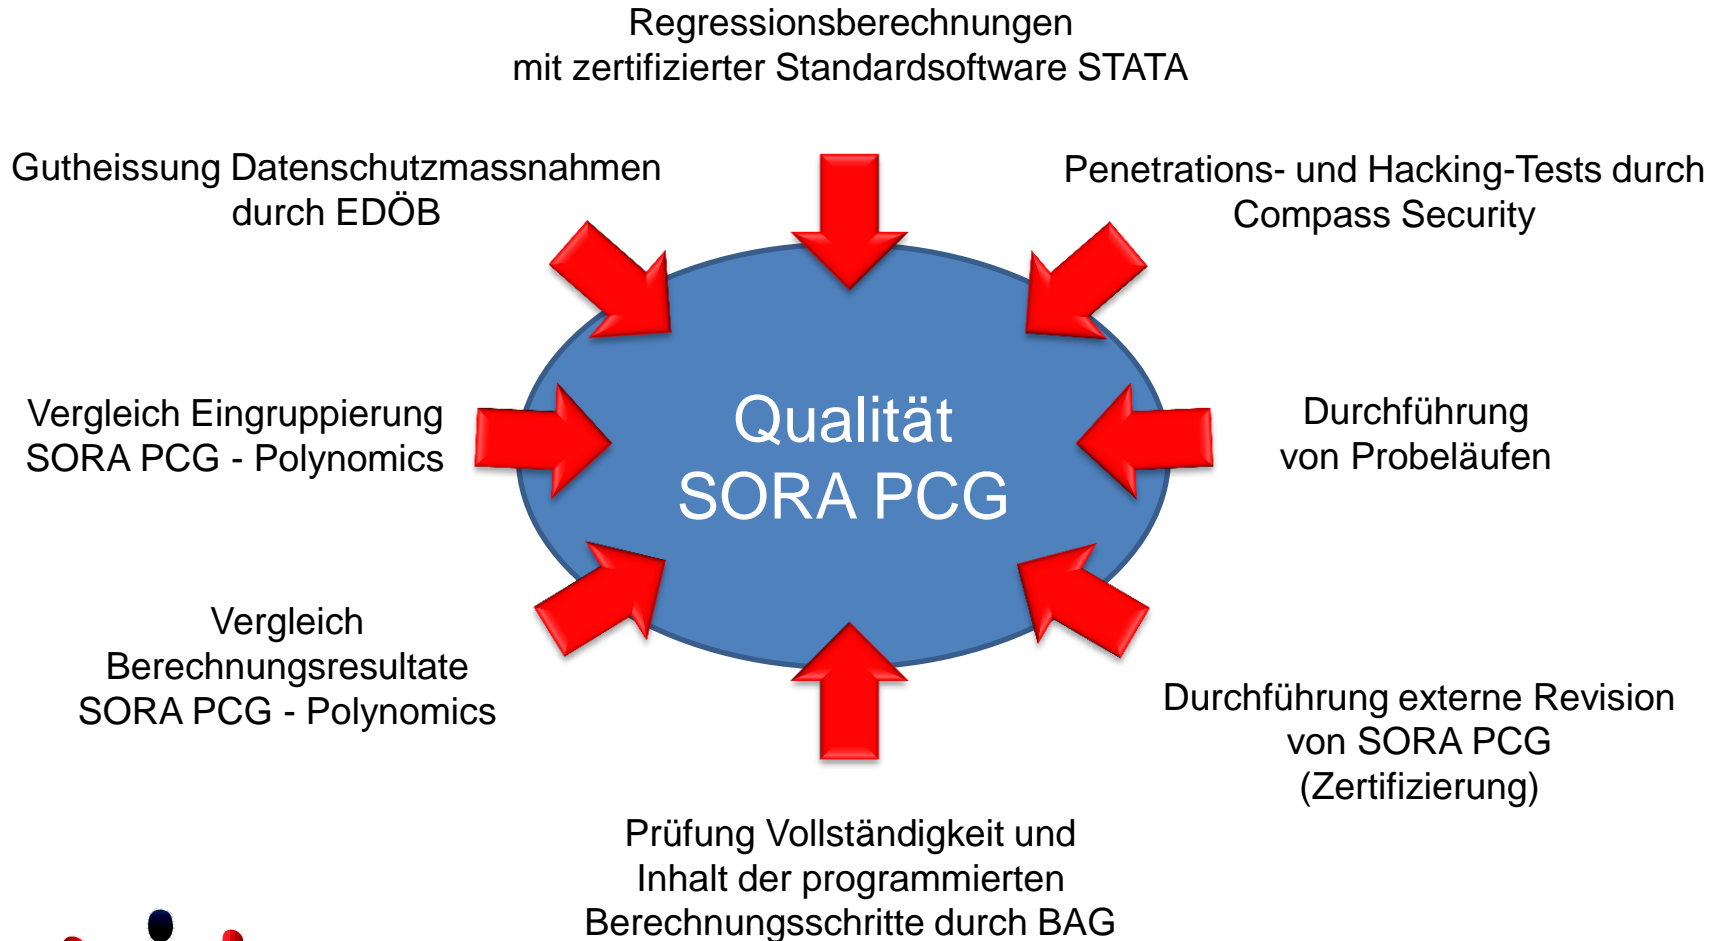 Regressionsberechnungen
mit zertifizierter Standardsoftware STATA
Gutheissung Datenschutzmassnahmen
durch EDÖB
Penetrations- und Hacking-Tests durch
Compass Security
Vergleich Eingruppierung
SORA PCG - Polynomics
Qualität
SORA PCG
Durchführung
von Probeläufen
Vergleich
Berechnungsresultate
SORA PCG - Polynomics
Durchführung externe Revision
von SORA PCG
(Zertifizierung)
Prüfung Vollständigkeit und
Inhalt der programmierten
Berechnungsschritte durch BAG